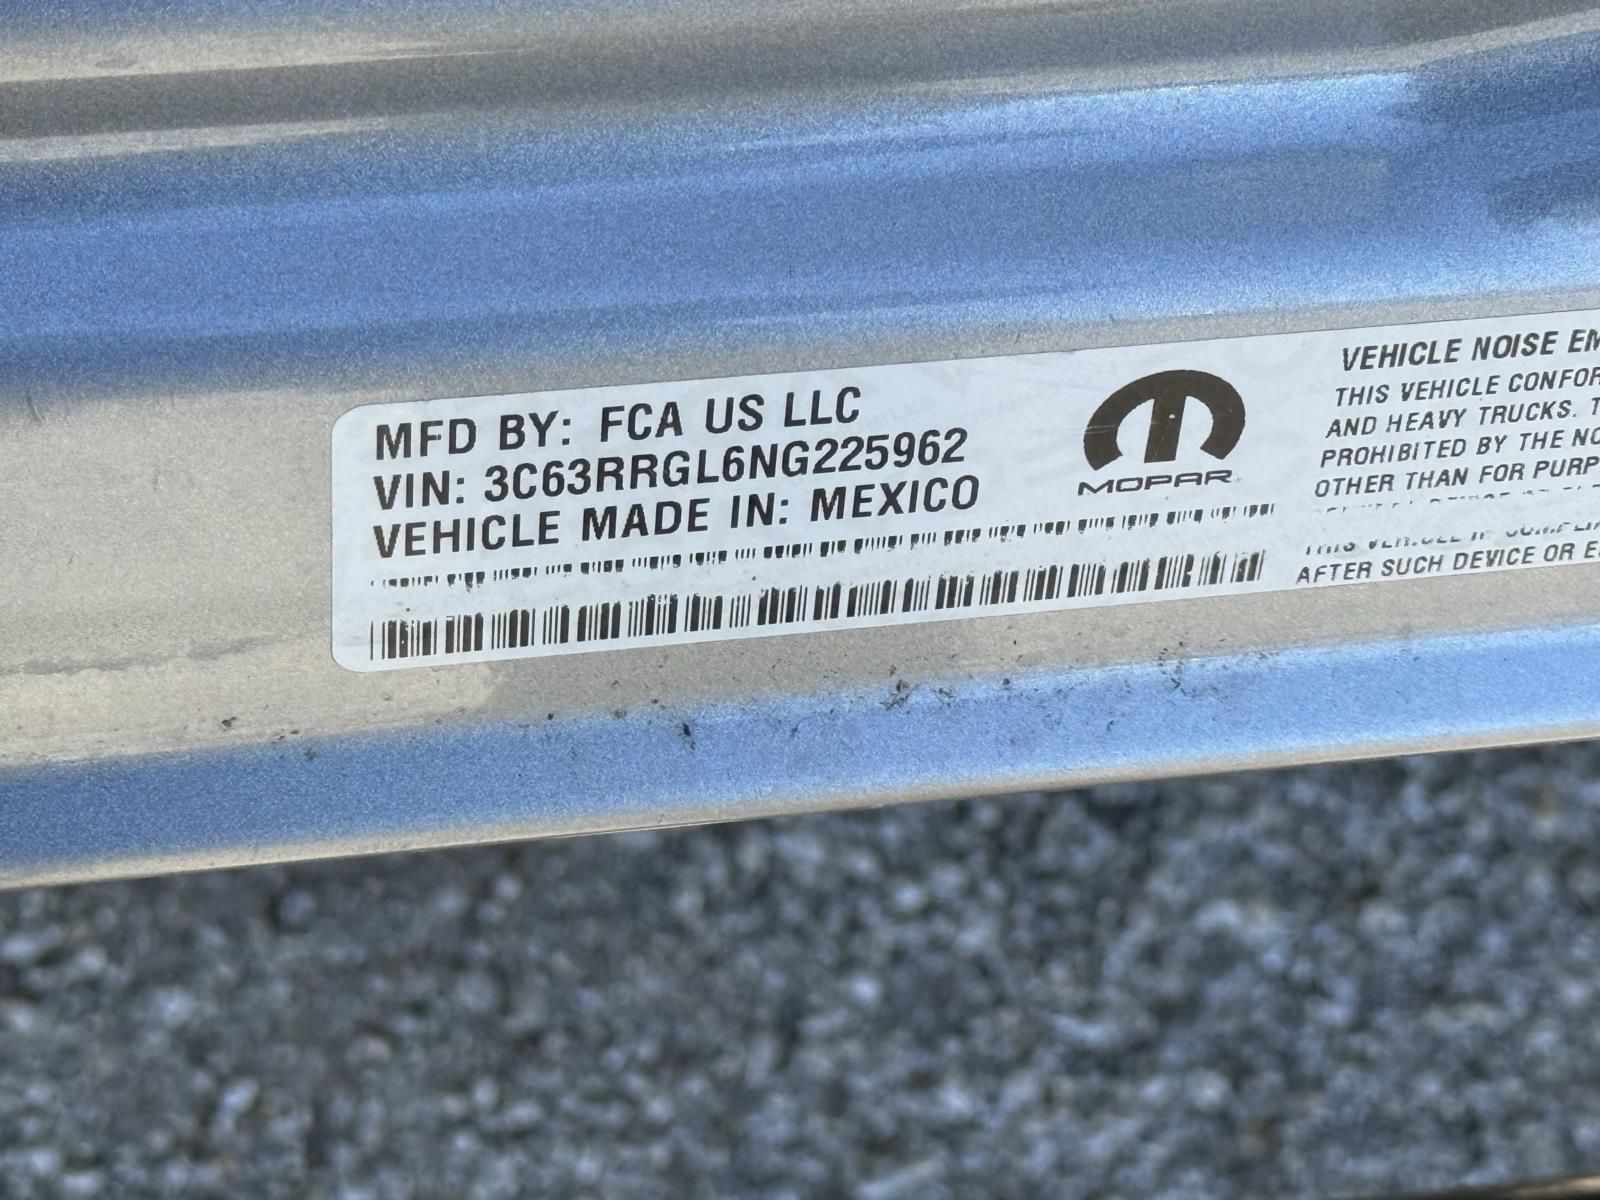 MFD BY: FCA US LLC
VIN: 3C63RRGL6NG225962
VEHICLE MADE IN: MEXICO
MOPAR
VEHICLE NOISE
THIS VEHICLE
AND HEAVY TRUCKS.
PROHIBITED BY THE
OTHER THAN FOR
AFTER SUCH DEVICE OR